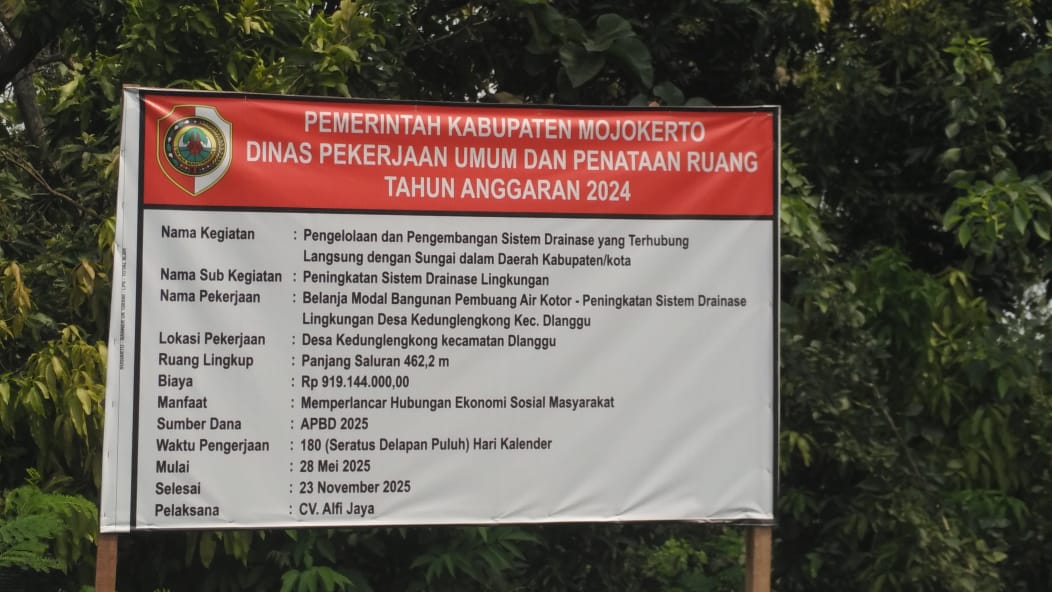 PEMERINTAH KABUPATEN MOJOKERTO
DINAS PEKERJAAN UMUM DAN PENATAAN RUANG
TAHUN ANGGARAN 2024
Nama Kegiatan : Pengelolaan dan Pengembangan Sistem Drainase yang Terhubung
Langsung dengan Sungai dalam Daerah Kabupaten/kota
Nama Sub Kegiatan : Peningkatan Sistem Drainase Lingkungan
Nama Pekerjaan : Belanja Modal Bangunan Pembuang Air Kotor - Peningkatan Sistem Drainase
Lingkungan Desa Kedunglengkong Kec. Dlanggu
Lokasi Pekerjaan : Desa Kedunglengkong kecamatan Dlanggu
Ruang Lingkup : Panjang Saluran 462,2 m
Biaya : Rp 919.144.000,00
Manfaat : Memperlancar Hubungan Ekonomi Sosial Masyarakat
Sumber Dana : APBD 2025
Waktu Pengerjaan : 180 (Seratus Delapan Puluh) Hari Kalender
Mulai : 28 Mei 2025
Selesai : 23 November 2025
Pelaksana : CV. Alfi Jaya